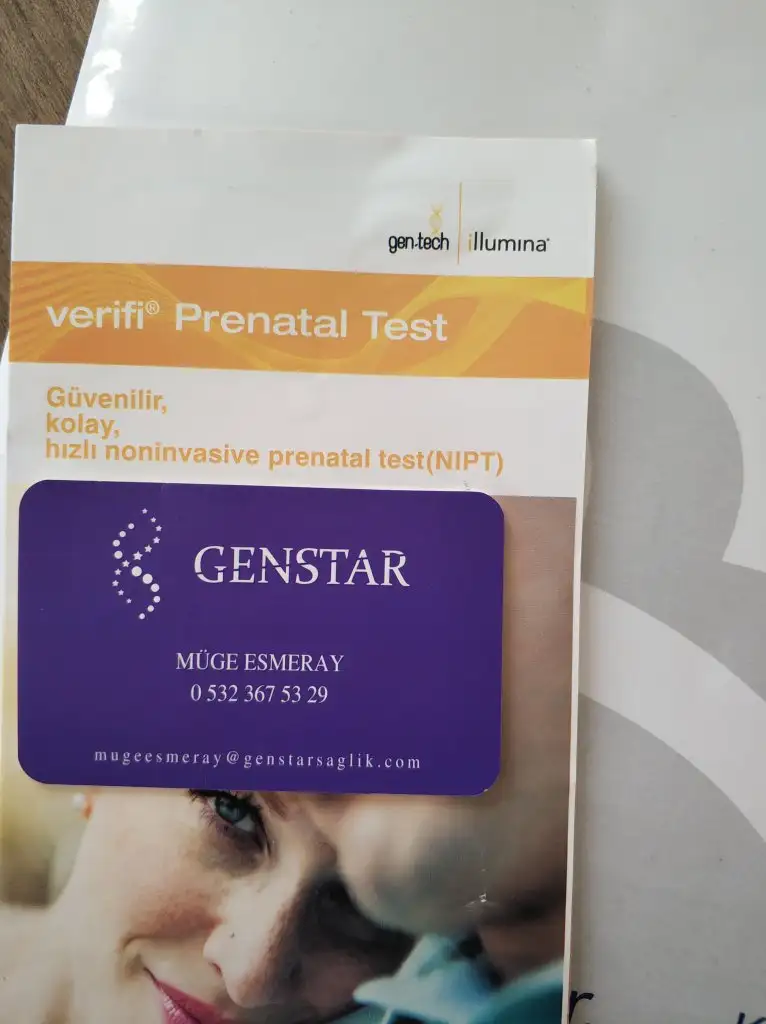 gen-tech illumına®
verifi® Prenatal Test
Güvenilir,
kolay,
hızlı noninvasive prenatal test(NIPT)
GENSTAR
MÜGE ESMERAY
0 532 367 53 29
mugeesmeray@genstarsaglik.com